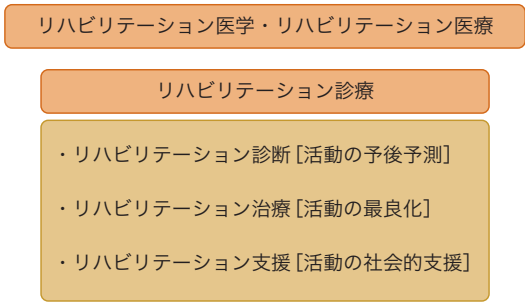 リハビリテーション医学・リハビリテーション医療
リハビリテーション診療
・リハビリテーション診断[活動の予後予測]
・リハビリテーション治療[活動の最良化]
・リハビリテーション支援[活動の社会的支援]